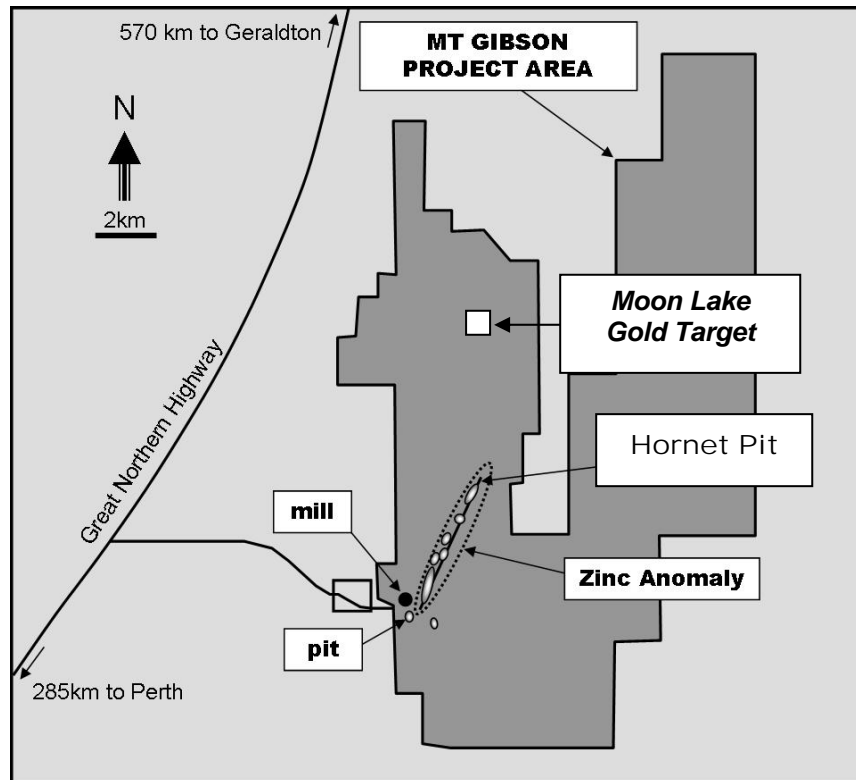 570 km to Geraldton
MT GIBSON
PROJECT AREA
N
2km
Moon Lake
Gold Target
Great Northern Highway
Hornet Pit
mill
Zinc Anomaly
pit
285km to Perth